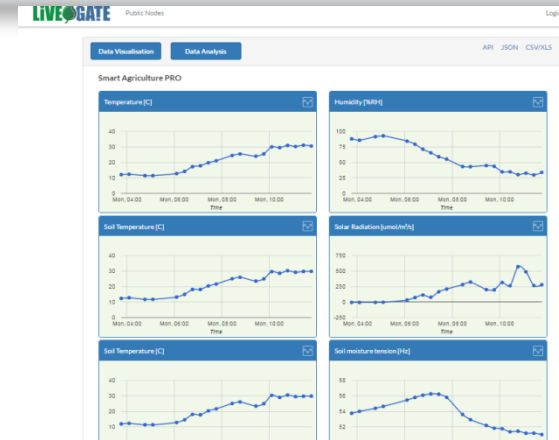 LiVE GATE
Public Nodes
Logi
Data Visualisation
Data Analysis
API JSON CSV/XLS
Smart Agriculture PRO
Temperature [C]
40
30
20
10
0
Mon, 04:00 Mon, 06:00 Mon, 08:00 Mon, 10:00
Time
Humidity [%RH]
100
75
50
25
0
Mon, 04:00 Mon, 06:00 Mon, 08:00 Mon, 10:00
Time
Soil Temperature [C]
40
30
20
10
0
Mon, 04:00 Mon, 06:00 Mon, 08:00 Mon, 10:00
Time
Solar Radiation [umol/m²/s]
750
500
250
0
-250
Mon, 04:00 Mon, 06:00 Mon, 08:00 Mon, 10:00
Time
Soil Temperature [C]
40
30
20
10
Soil moisture tension [Hz]
58
56
54
52